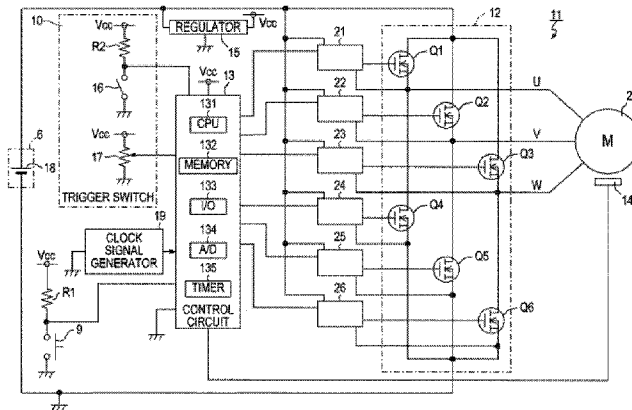 10
Vcc
R2
16
Vcc
17
TRIGGER SWITCH
6
18
19
CLOCK
SIGNAL
GENERATOR
Vcc
R1
9
REGULATOR
15
Vcc
Vcc
13
131
CPU
132
MEMORY
133
I/O
134
A/D
135
TIMER
CONTROL
CIRCUIT
21
22
23
24
25
26
12
Q1
Q2
Q3
Q4
Q5
Q6
11
U
V
W
2
M
14